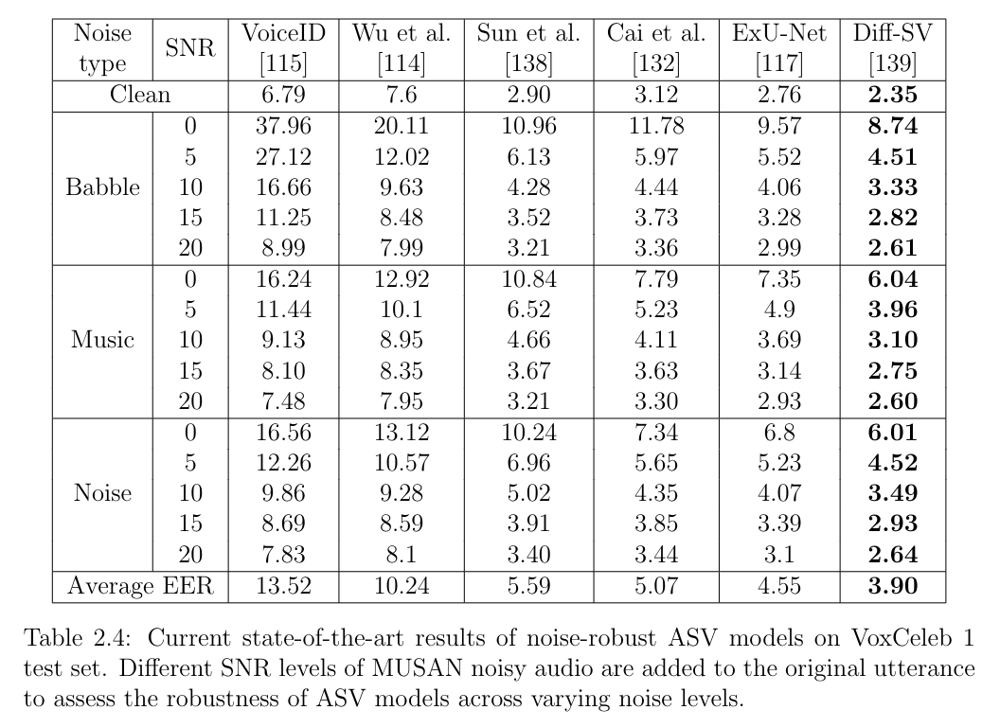 Noise type SNR VoiceID [115] Wu et al. [114] Sun et al. [138] Cai et al. [132] ExU-Net [117] Diff-SV [139]
Clean 6.79 7.6 2.90 3.12 2.76 2.35
Babble 0 37.96 20.11 10.96 11.78 9.57 8.74
5 27.12 12.02 6.13 5.97 5.52 4.51
10 16.66 9.63 4.28 4.44 4.06 3.33
15 11.25 8.48 3.52 3.73 3.28 2.82
20 8.99 7.99 3.21 3.36 2.99 2.61
Music 0 16.24 12.92 10.84 7.79 7.35 6.04
5 11.44 10.1 6.52 5.23 4.9 3.96
10 9.13 8.95 4.66 4.11 3.69 3.10
15 8.10 8.35 3.67 3.63 3.14 2.75
20 7.48 7.95 3.21 3.30 2.93 2.60
Noise 0 16.56 13.12 10.24 7.34 6.8 6.01
5 12.26 10.57 6.96 5.65 5.23 4.52
10 9.86 9.28 5.02 4.35 4.07 3.49
15 8.69 8.59 3.91 3.85 3.39 2.93
20 7.83 8.1 3.40 3.44 3.1 2.64
Average EER 13.52 10.24 5.59 5.07 4.55 3.90
Table 2.4: Current state-of-the-art results of noise-robust ASV models on VoxCeleb 1
test set. Different SNR levels of MUSAN noisy audio are added to the original utterance
to assess the robustness of ASV models across varying noise levels.